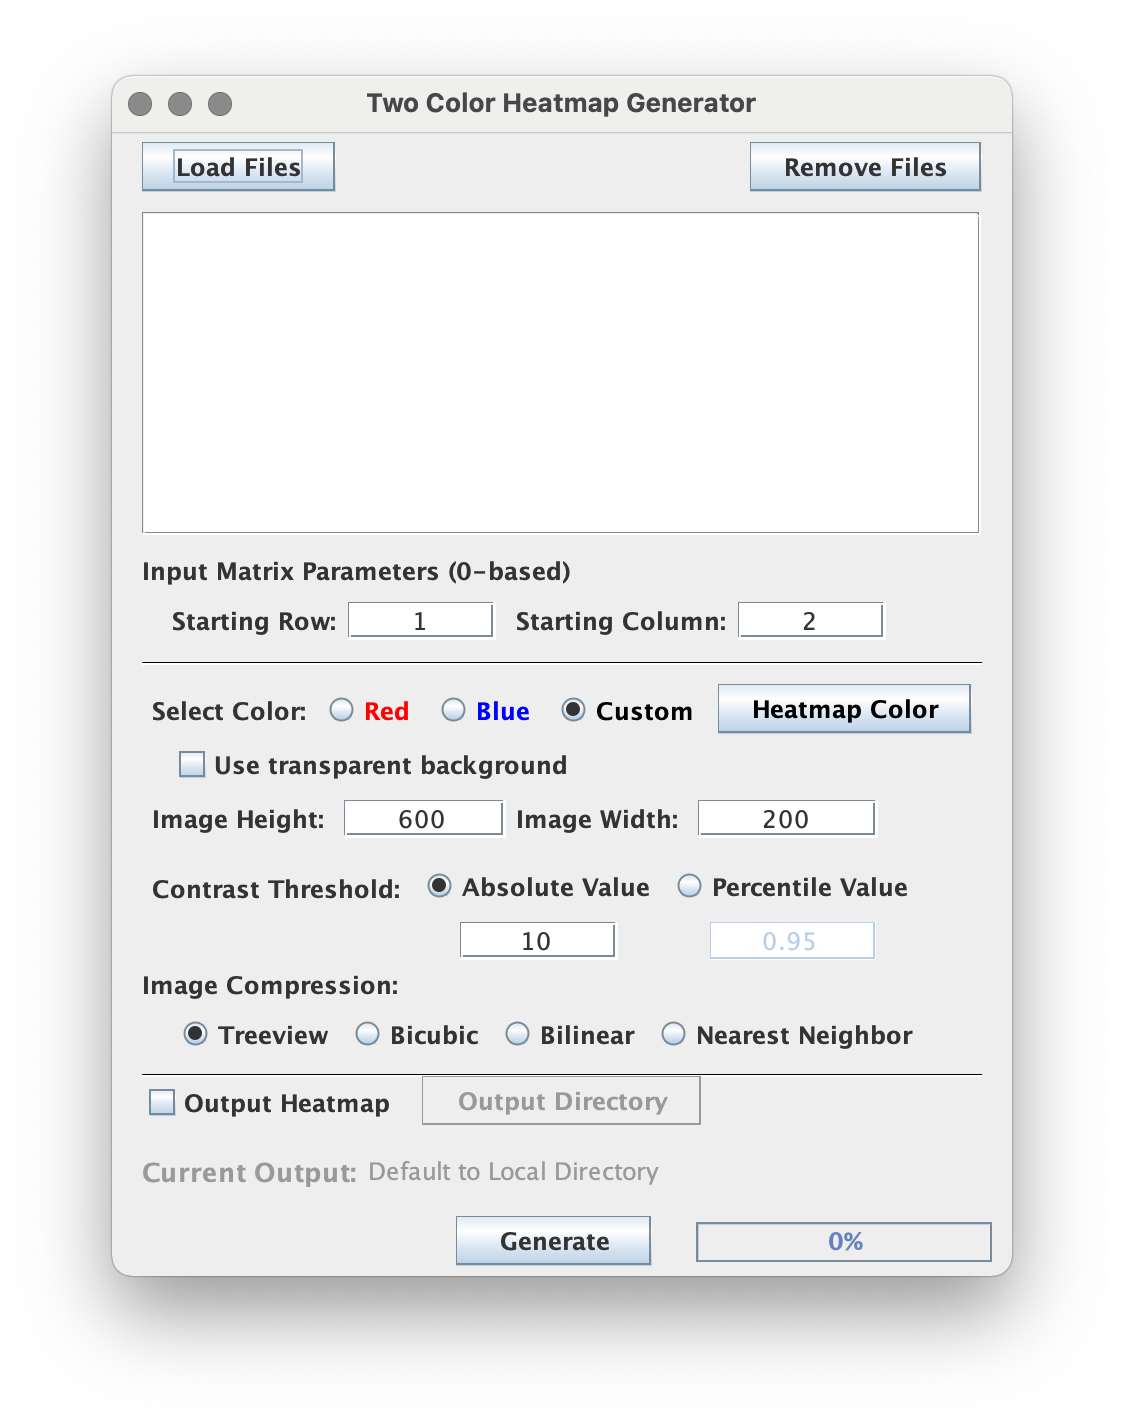 Two Color Heatmap Generator
Load Files Remove Files
Input Matrix Parameters (0-based)
Starting Row: 1 Starting Column: 2
Select Color: Red Blue Custom Heatmap Color
Use transparent background
Image Height: 600 Image Width: 200
Contrast Threshold: Absolute Value Percentile Value
10 0.95
Image Compression:
Treeview Bicubic Bilinear Nearest Neighbor
Output Heatmap Output Directory
Current Output: Default to Local Directory
Generate 0%